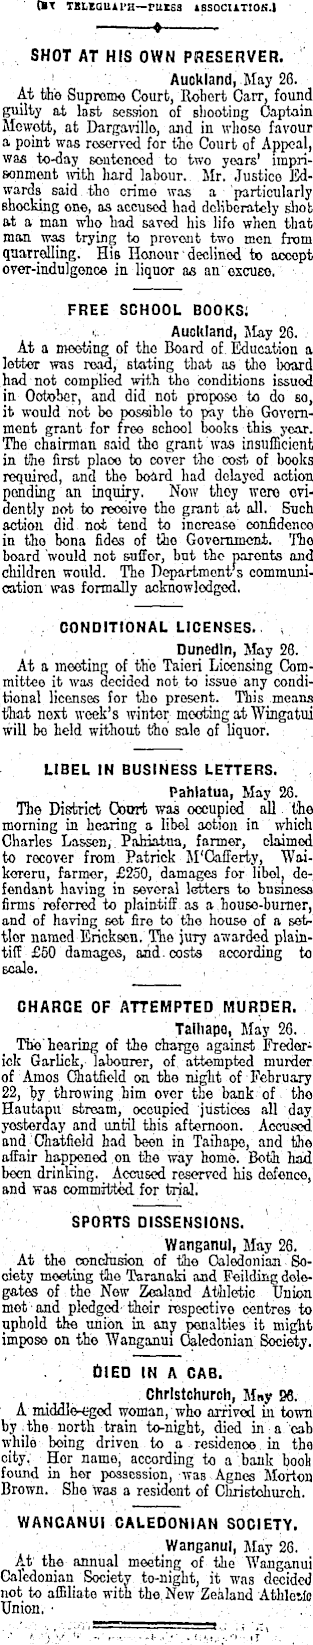 (BY TELEGRAPH—PRESS ASSOCIATION.)
SHOT AT HIS OWN PRESERVER.
Auckland, May 26.
At the Supreme Court, Robert Carr, found
guilty at last session of shooting Captain
Mewett, at Dargaville, and in whose favour
a point was reserved for the Court of Appeal,
was to-day sentenced to two years' impri-
sonment with hard labour. Mr. Justice Ed-
wards said the crime was a particularly
shocking one, as accused had deliberately shot
at a man who had saved his life when that
man was trying to prevent two men from
quarrelling. His Honour declined to accept
over-indulgence in liquor as an excuse.
FREE SCHOOL BOOKS.
Auckland, May 26.
At a meeting of the Board of Education a
letter was read, stating that as the board
had not complied with the conditions issued
in October, and did not propose to do so,
it would not be possible to pay the Govern-
ment grant for free school books this year.
The chairman said the grant was insufficient
in the first place to cover the cost of books
required, and the board had delayed action
pending an inquiry. Now they were evi-
dently not to receive the grant at all. Such
action did not tend to increase confidence
in the bona fides of the Government. The
board would not suffer, but the parents and
children would. The Department's communi-
cation was formally acknowledged.
CONDITIONAL LICENSES.
Dunedin, May 26.
At a meeting of the Taieri Licensing Com-
mittee it was decided not to issue any condi-
tional licenses for the present. This means
that next week's winter meeting at Wingatui
will be held without the sale of liquor.
LIBEL IN BUSINESS LETTERS.
Pahiatua, May 26.
The District Court was occupied all the
morning in hearing a libel action in which
Charles Lassen, Pahiatua, farmer, claimed
to recover from Patrick M'Cafferty, Wai-
kereru, farmer, £250, damages for libel, de-
fendant having in several letters to business
firms referred to plaintiff as a house-burner,
and of having set fire to the house of a set-
tler named Ericksen. The jury awarded plain-
tiff £50 damages, and costs according to
scale.
CHARGE OF ATTEMPTED MURDER.
Taihape, May 26.
The hearing of the charge against Freder-
ick Garlick, labourer, of attempted murder
of Amos Chatfield on the night of February
22, by throwing him over the bank of the
Hautapu stream, occupied justices all day
yesterday and until this afternoon. Accused
and Chatfield had been in Taihape, and the
affair happened on the way home. Both had
been drinking. Accused reserved his defence,
and was committed for trial.
SPORTS DISSENSIONS.
Wanganui, May 26.
At the conclusion of the Caledonian So-
ciety meeting the Taranaki and Feilding dele-
gates of the New Zealand Athletic Union
met and pledged their respective centres to
uphold the union in any penalties it might
impose on the Wanganui Caledonian Society.
DIED IN A CAB.
Christchurch, May 26.
A middle-eged woman, who arrived in town
by the north train to-night, died in a cab
while being driven to a residence in the
city. Her name, according to a bank book
found in her possession, was Agnes Morton
Brown. She was a resident of Christchurch.
WANGANUI CALEDONIAN SOCIETY.
Wanganui, May 26.
At the annual meeting of the Wanganui
Caledonian Society to-night, it was decided
not to affiliate with the New Zealand Athletic
Union.